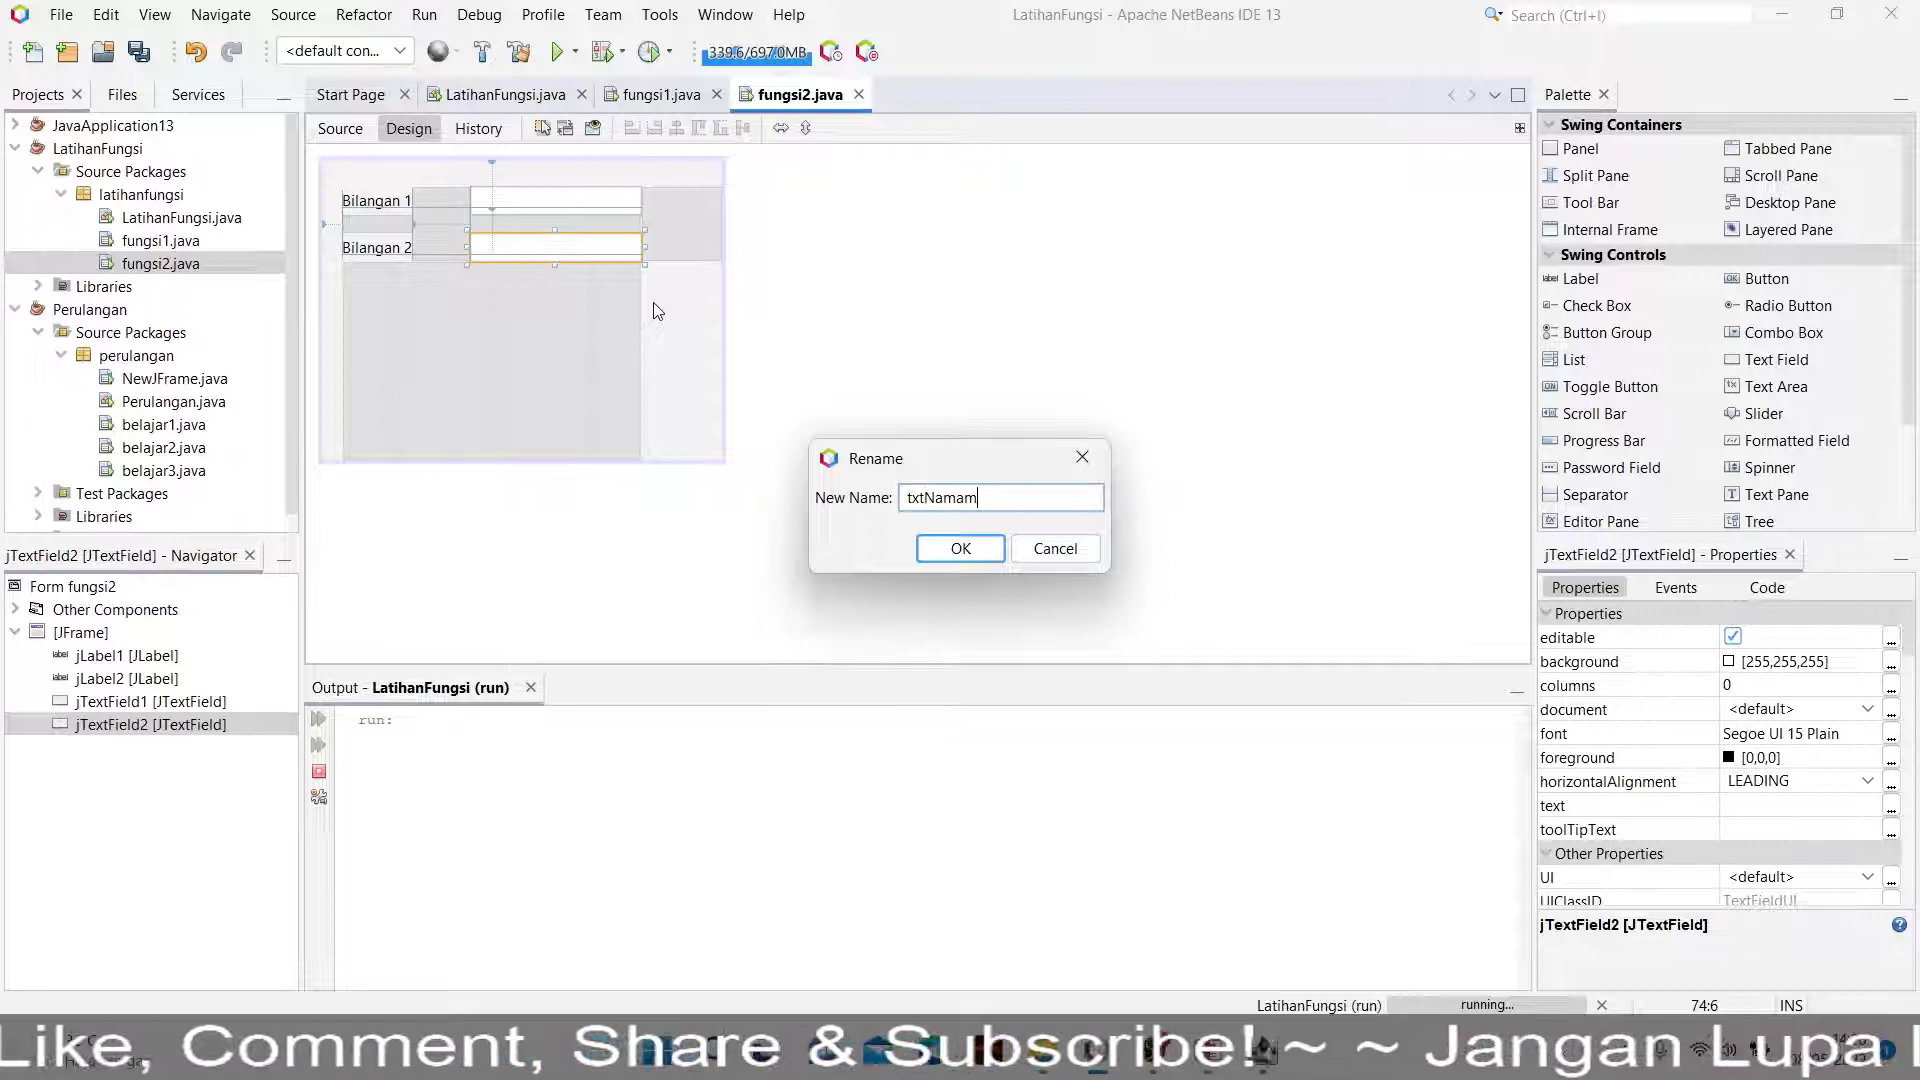 File Edit View Navigate Source Refactor Run Debug Profile Team Tools Window Help
LatihanFungsi - Apache NetBeans IDE 13
Search (Ctrl+I)
<default con...
339.6/697.0MB
Projects Files Services
Start Page LatihanFungsi.java fungsi1.java fungsi2.java
Source Design History
JavaApplication13
LatihanFungsi
Source Packages
latihanfungsi
LatihanFungsi.java
fungsi1.java
fungsi2.java
Libraries
Perulangan
Source Packages
perulangan
NewJFrame.java
Perulangan.java
belajar1.java
belajar2.java
belajar3.java
Test Packages
Libraries
Bilangan 1
Bilangan 2
Rename
New Name: txtNamam
OK Cancel
jTextField2 [JTextField] - Navigator
Form fungsi2
Other Components
[JFrame]
jLabel1 [JLabel]
jLabel2 [JLabel]
jTextField1 [JTextField]
jTextField2 [JTextField]
Output - LatihanFungsi (run)
run:
Palette
Swing Containers
Panel Tabbed Pane
Split Pane Scroll Pane
Tool Bar Desktop Pane
Internal Frame Layered Pane
Swing Controls
Label Button
Check Box Radio Button
Button Group Combo Box
List Text Field
Toggle Button Text Area
Scroll Bar Slider
Progress Bar Formatted Field
Password Field Spinner
Separator Text Pane
Editor Pane Tree
jTextField2 [JTextField] - Properties
Properties Events Code
Properties
editable
background [255,255,255]
columns 0
document <default>
font Segoe UI 15 Plain
foreground [0,0,0]
horizontalAlignment LEADING
text
toolTipText
Other Properties
UI <default>
UIClassID TextFieldUI
jTextField2 [JTextField]
LatihanFungsi (run) running... 74:6 INS
Like, Comment, Share & Subscribe! ~ ~ ~ Jangan Lupa